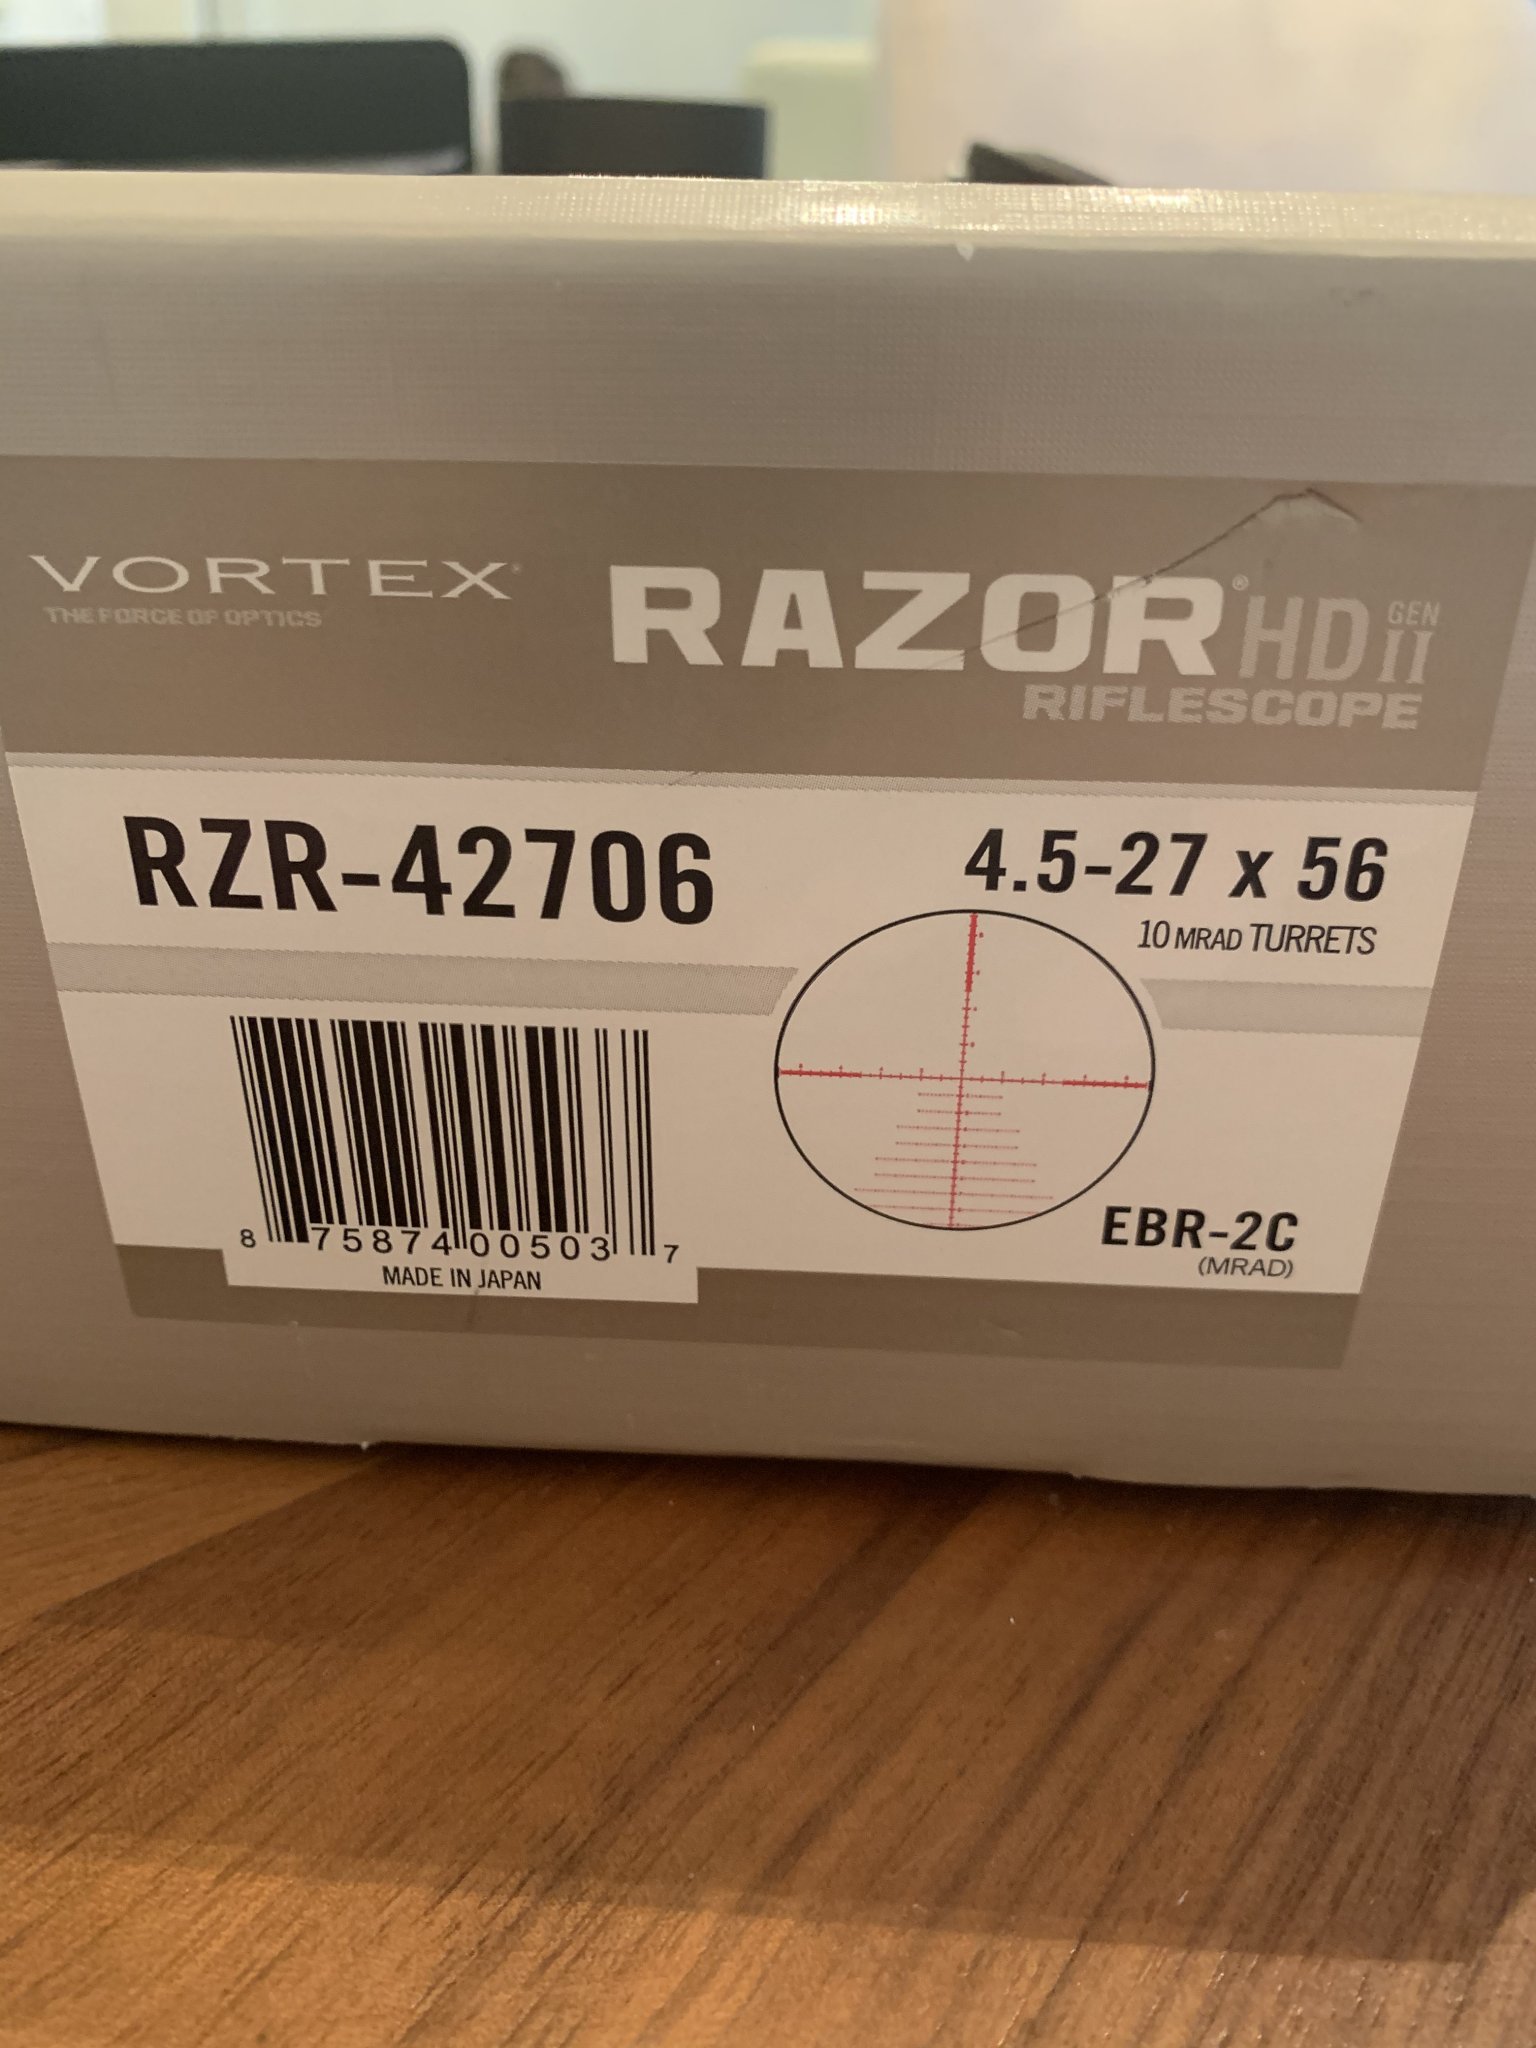 VORTEX®
THE FORCE OF OPTICS
RAZOR® HD GEN II
RIFLESCOPE
RZR-42706
4.5-27 x 56
10 MRAD TURRETS
8 75874 00503 7
MADE IN JAPAN
EBR-2C
(MRAD)